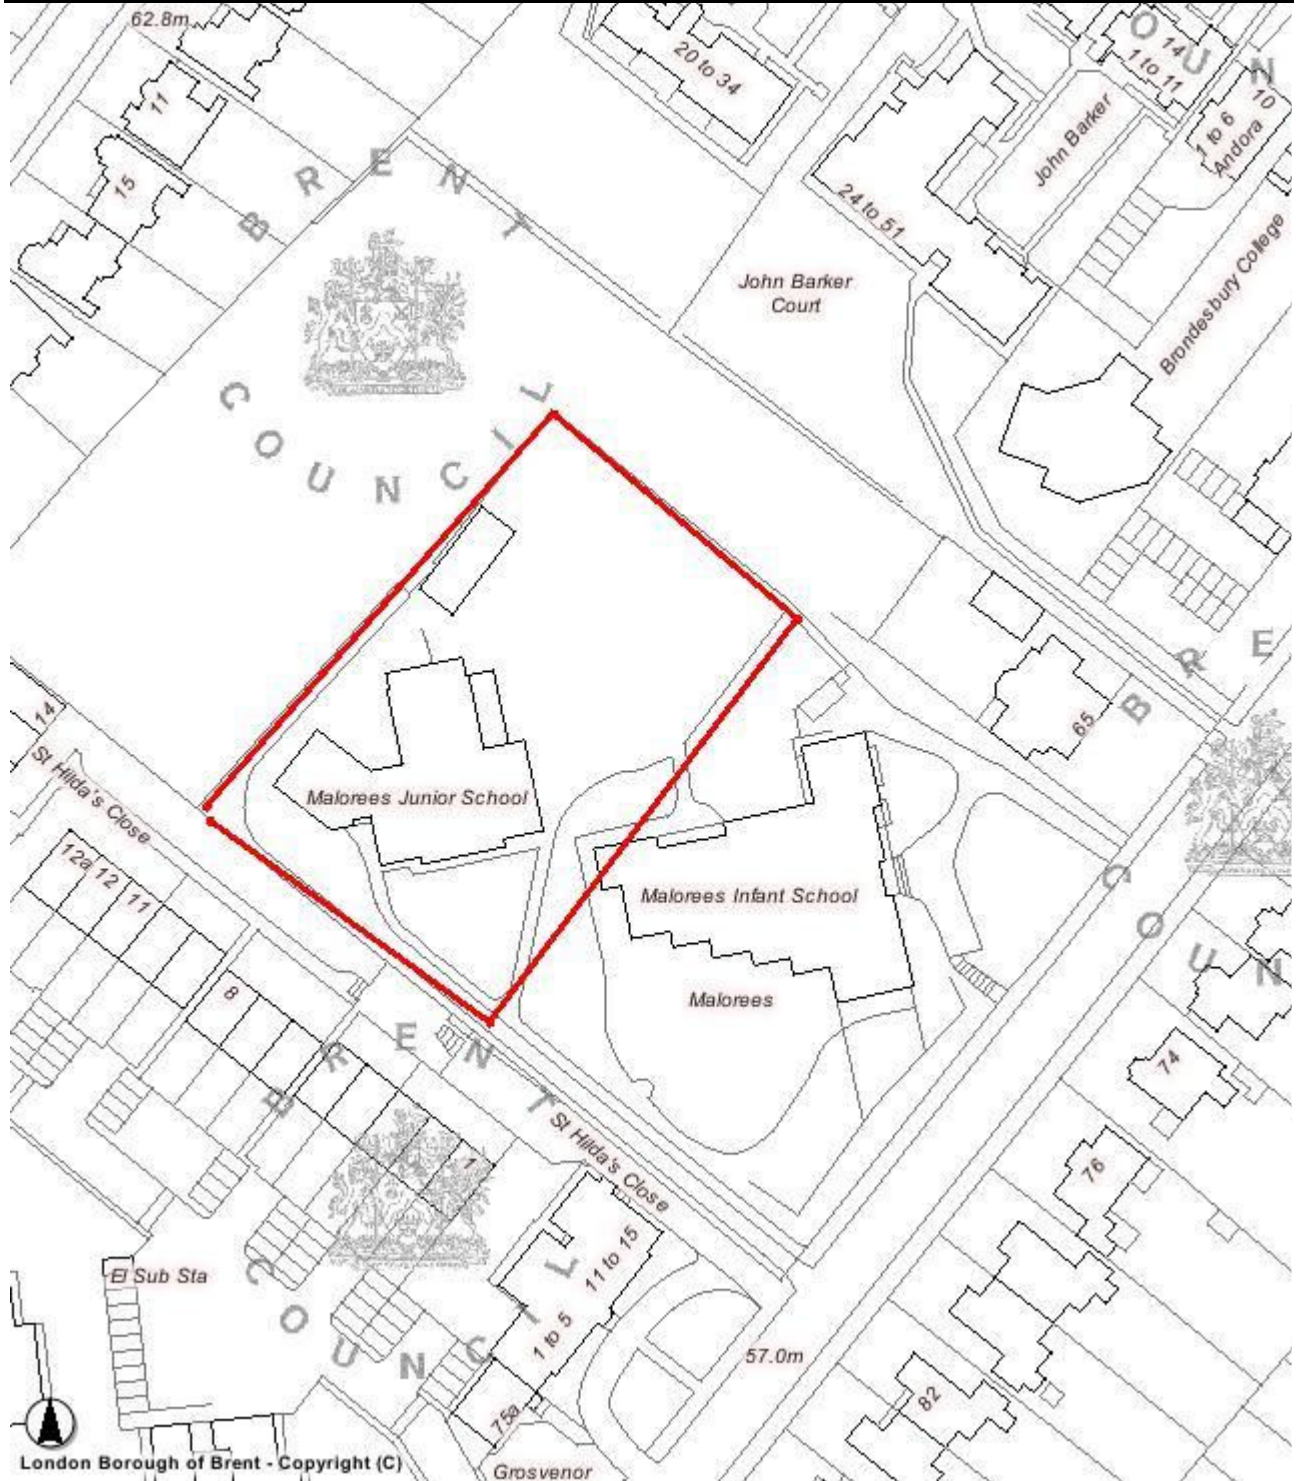 62.8m
11
15
20 to 34
14
1 to 11
10
1 to 6
Andora
John Barker
24 to 51
John Barker
Court
Brondesbury College
BRENT
COUNCIL
OUN
14
St Hilda's Close
Malorees Junior School
65
BRE
COUN
12a 12 11
Malorees Infant School
Malorees
8
BRENT
COUNCIL
1
St Hilda's Close
74
76
El Sub Sta
11 to 15
1 to 5
57.0m
82
75a
Grosvenor
London Borough of Brent - Copyright (C)